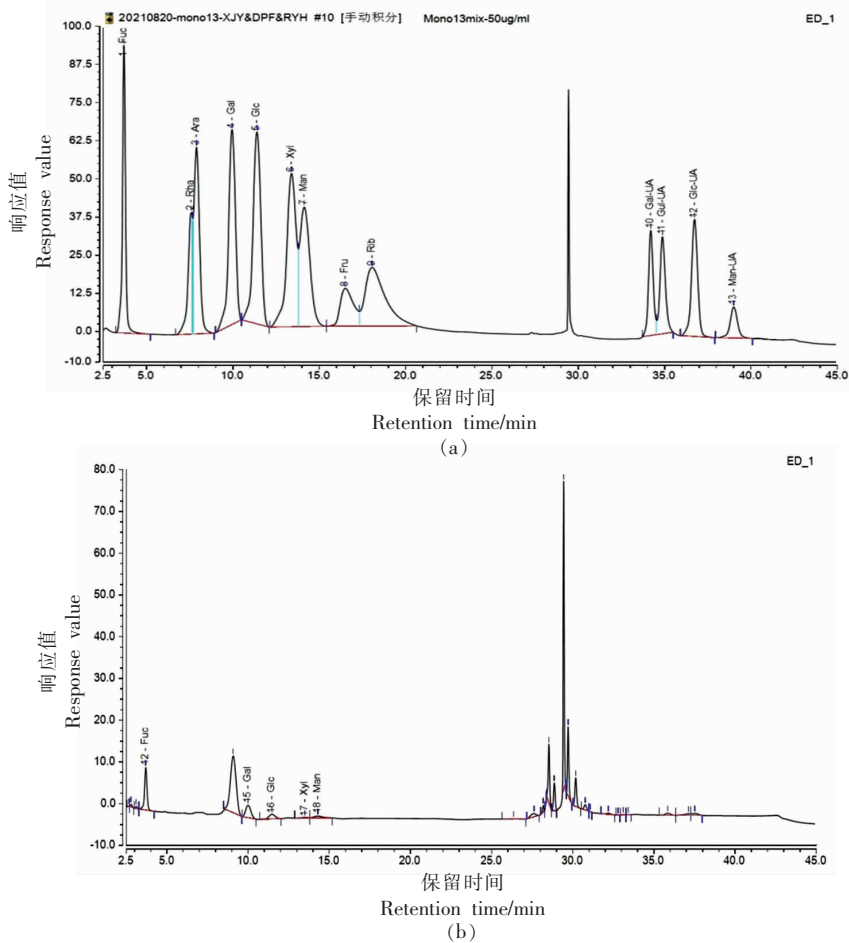 20210820-mono13-XJY&DPF&RYH #10 [手动积分] Mono13mix-50ug/ml ED_1
100.0
87.5
75.0
62.5
50.0
37.5
25.0
12.5
0.0
-10.0
响应值
Response value
1 - Fuc
2 - Rha
3 - Ara
4 - Gal
5 - Glc
6 - Xyl
7 - Man
8 - Fru
9 - Rib
10 - Gal-UA
11 - Gul-UA
12 - Glc-UA
13 - Man-UA
2.5 5.0 10.0 15.0 20.0 25.0 30.0 35.0 40.0 45.0
保留时间
Retention time/min
(a)
ED_1
80.0
70.0
60.0
50.0
40.0
30.0
20.0
10.0
0.0
-10.0
响应值
Response value
12 - Fuc
15 - Gal
16 - Glc
17 - Xyl
18 - Man
2.5 5.0 10.0 15.0 20.0 25.0 30.0 35.0 40.0 45.0
保留时间
Retention time/min
(b)